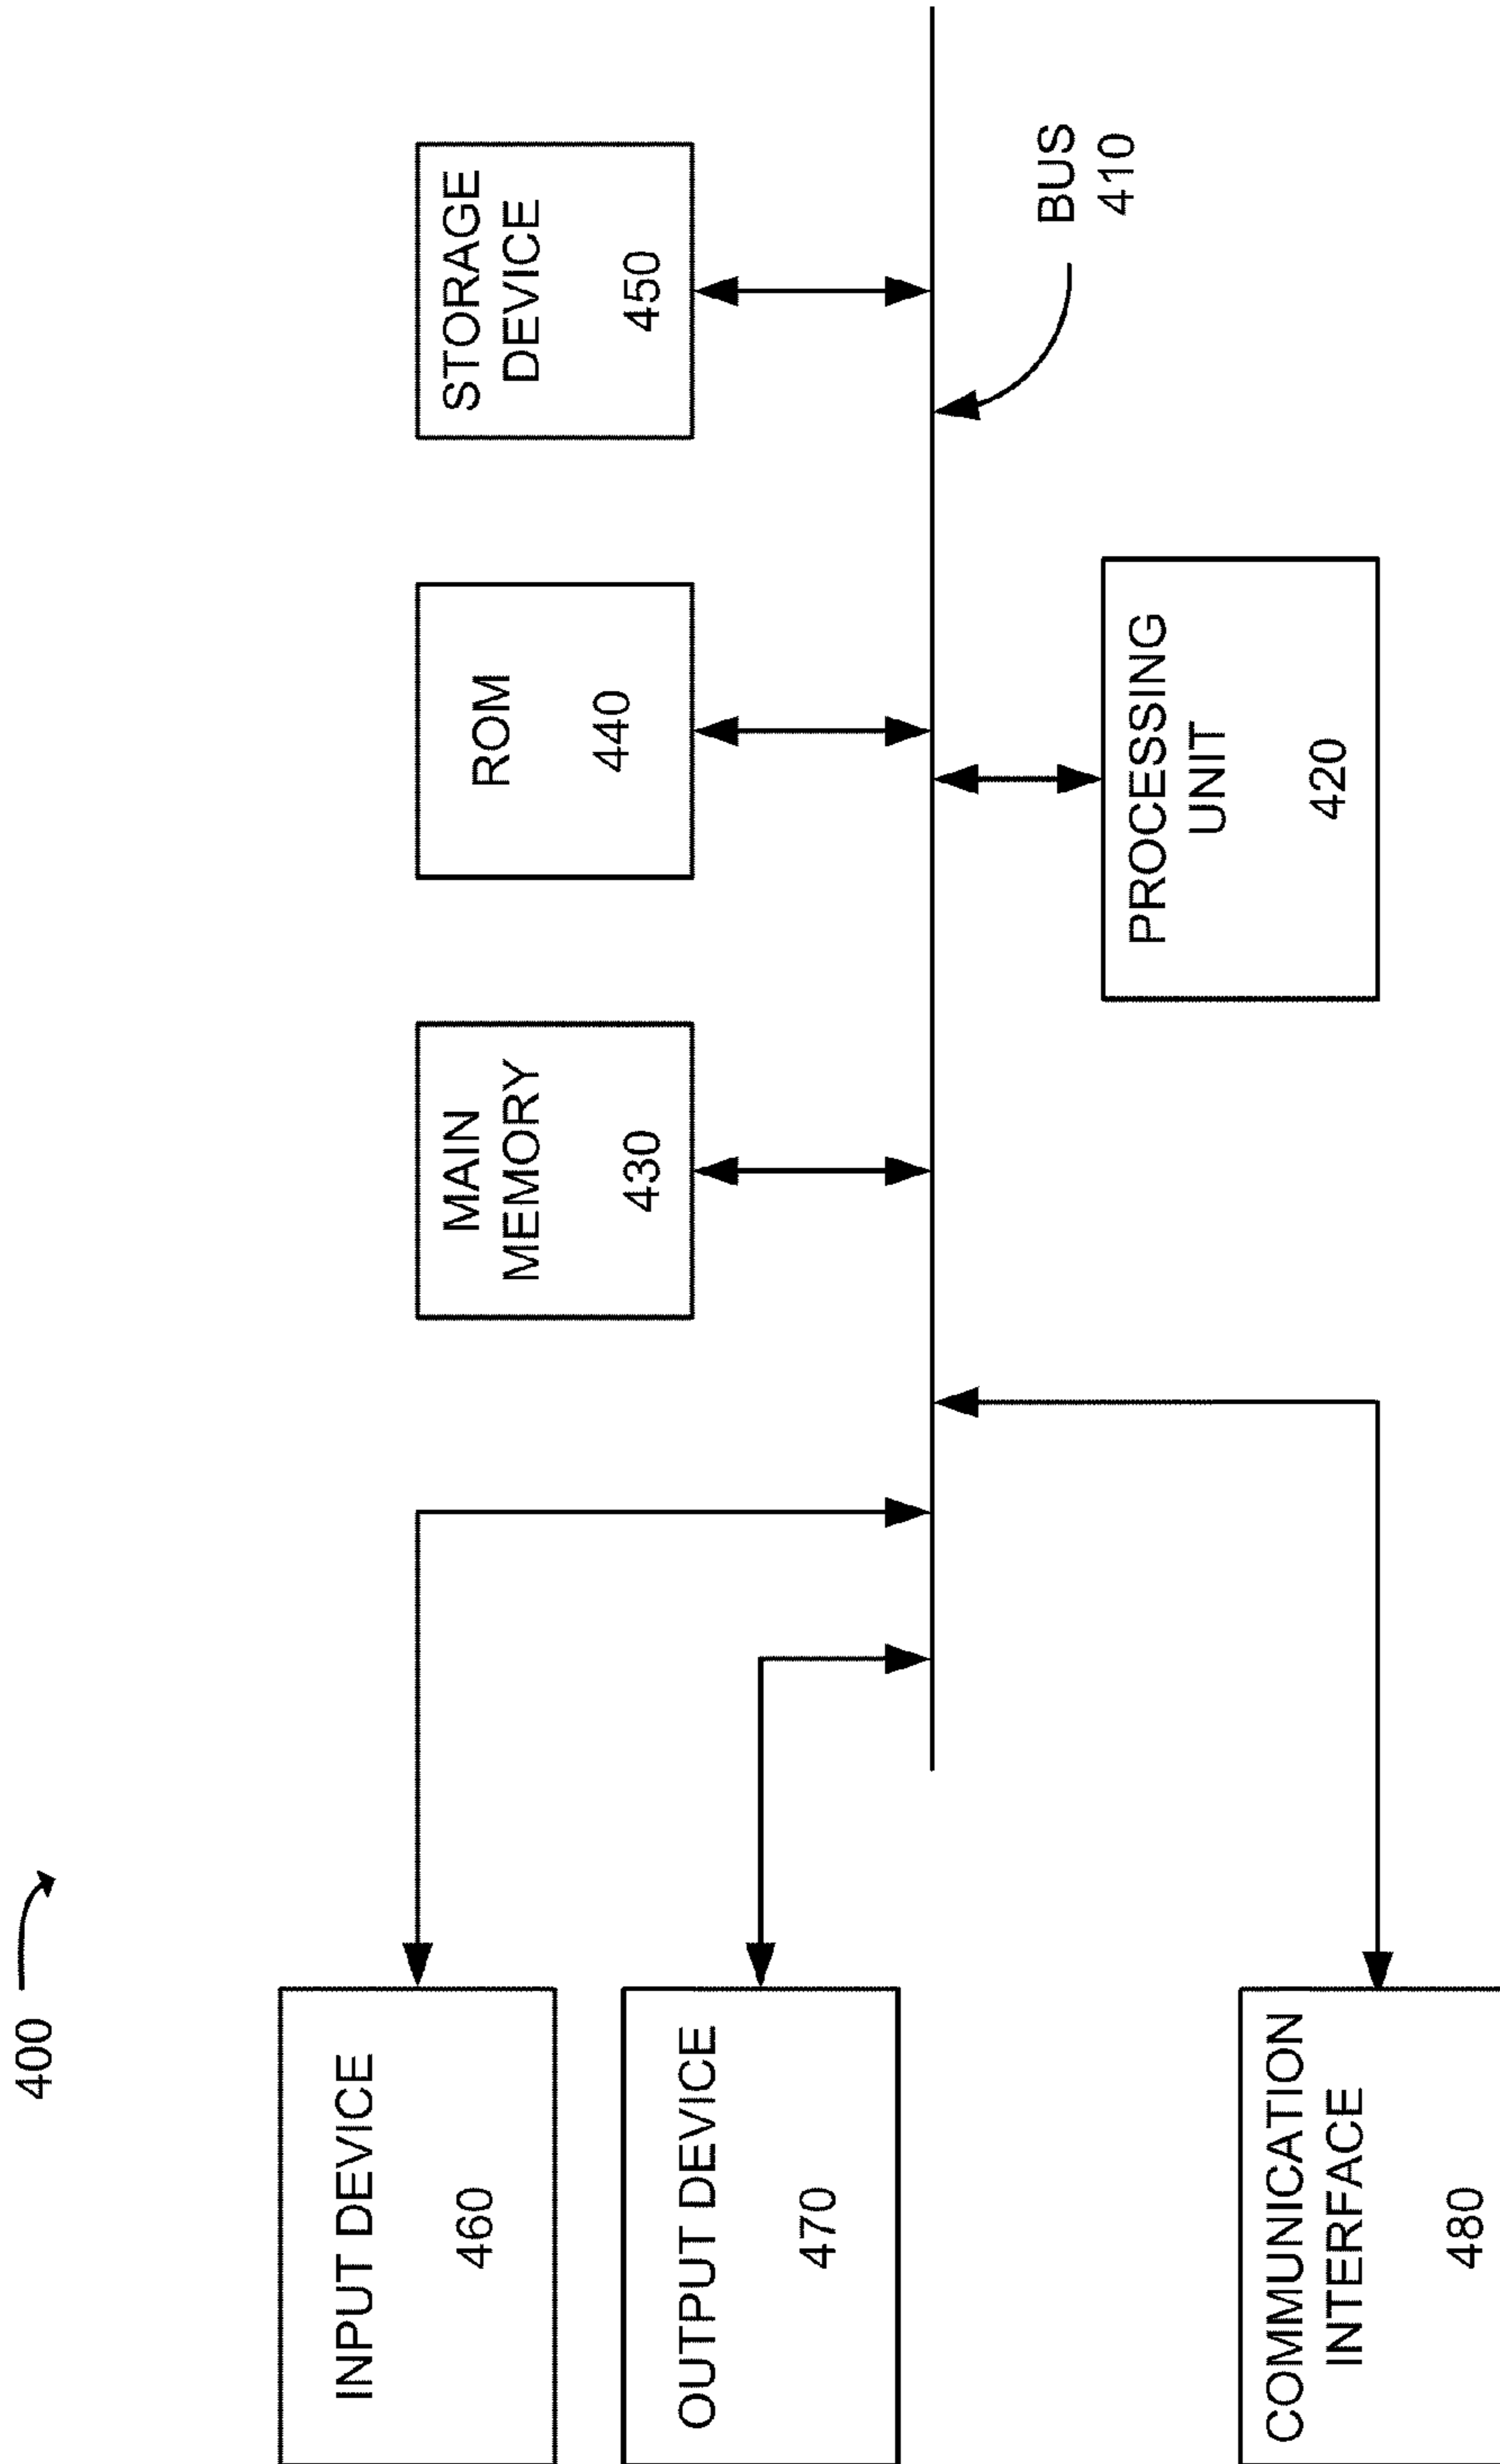 400
INPUT DEVICE
460
MAIN
MEMORY
430
ROM
440
STORAGE
DEVICE
450
OUTPUT DEVICE
470
BUS
410
COMMUNICATION
INTERFACE
480
PROCESSING
UNIT
420